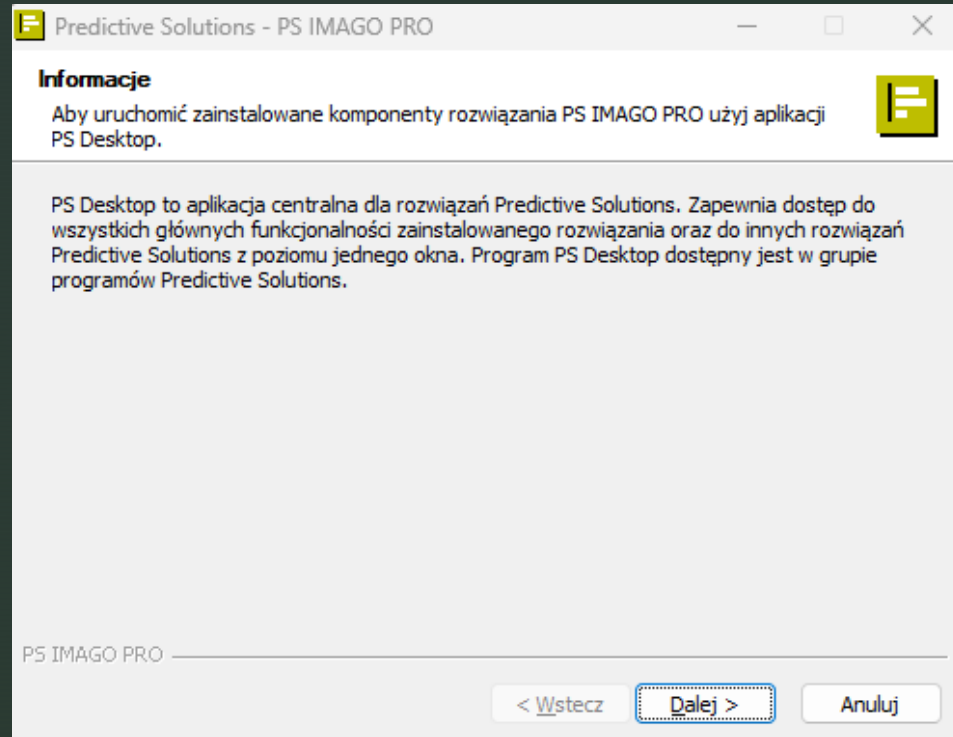 Predictive Solutions - PS IMAGO PRO
Informacje
Aby uruchomić zainstalowane komponenty rozwiązania PS IMAGO PRO użyj aplikacji
PS Desktop.
PS Desktop to aplikacja centralna dla rozwiązań Predictive Solutions. Zapewnia dostęp do
wszystkich głównych funkcjonalności zainstalowanego rozwiązania oraz do innych rozwiązań
Predictive Solutions z poziomu jednego okna. Program PS Desktop dostępny jest w grupie
programów Predictive Solutions.
PS IMAGO PRO
< Wstecz Dalej > Anuluj